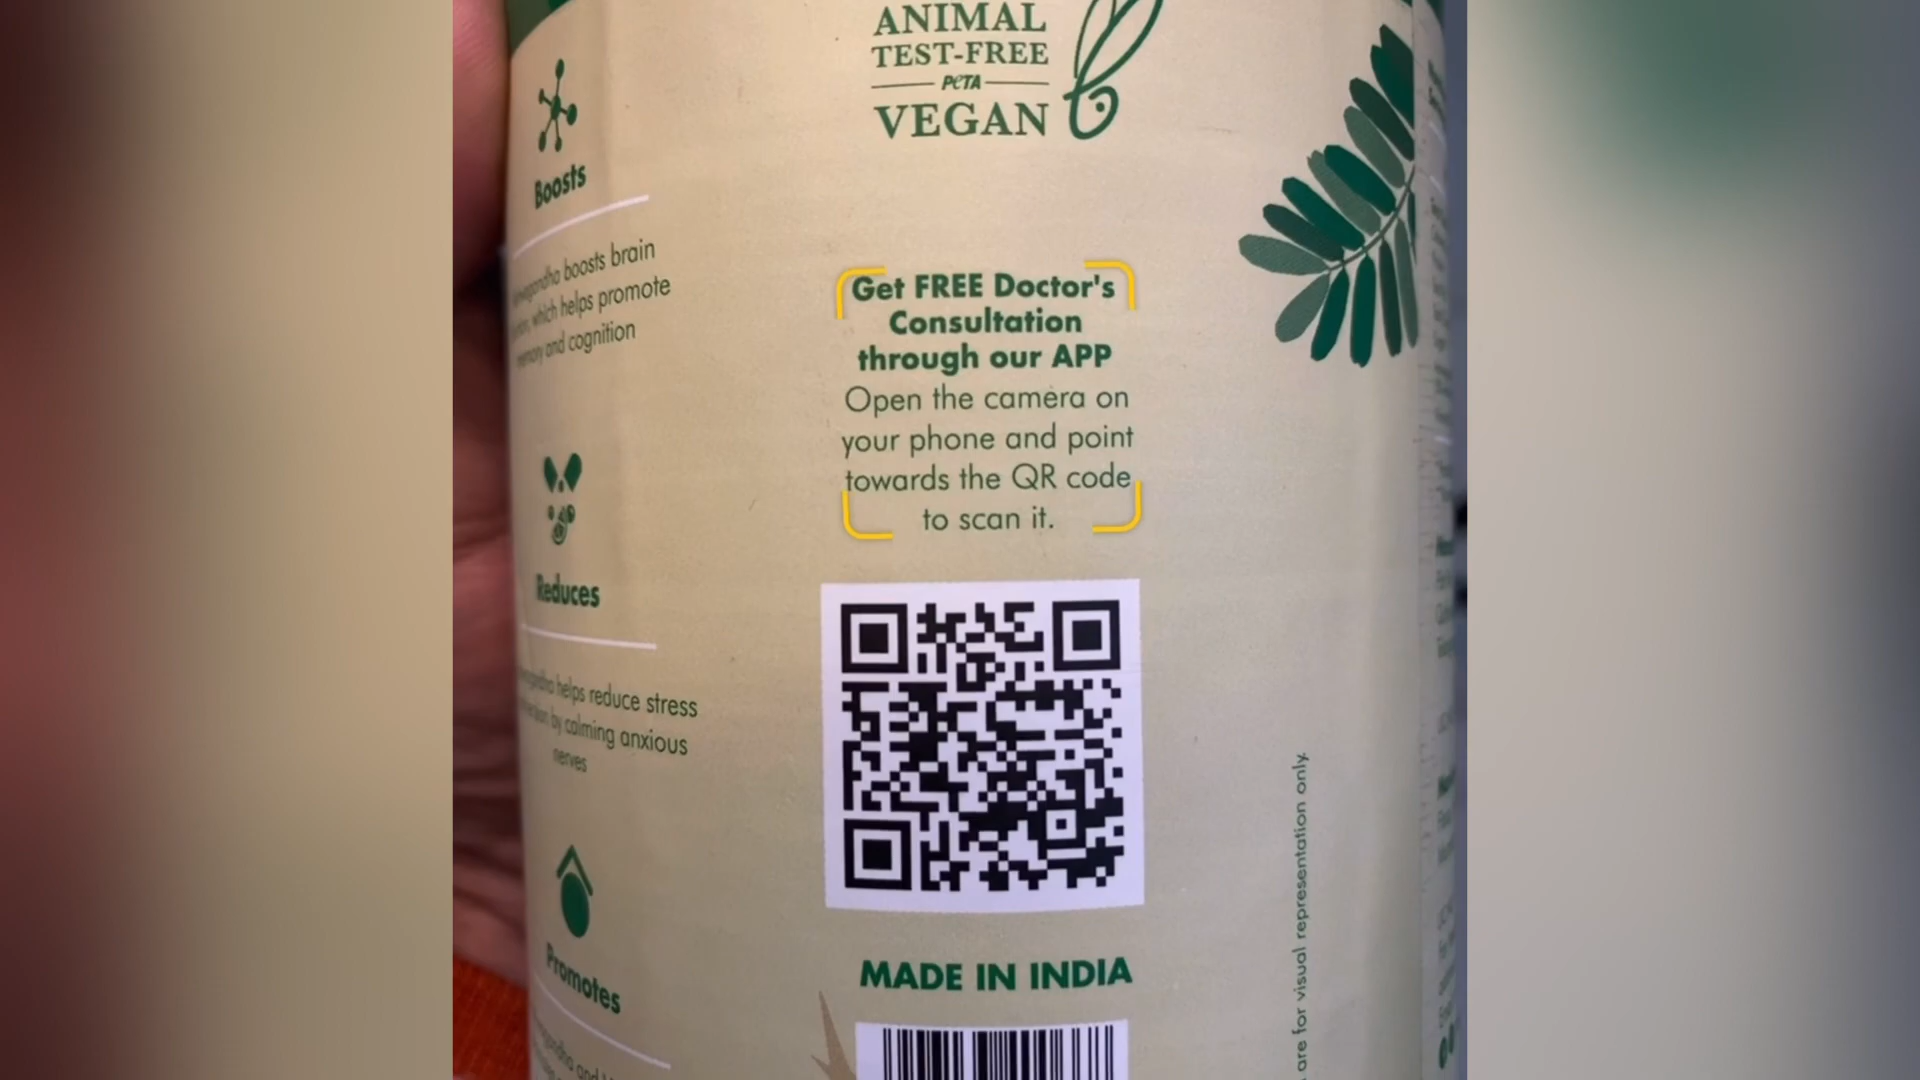 ANIMAL
TEST-FREE
PETA
VEGAN
Boosts
boosts brain
which helps promote
memory and cognition
Get FREE Doctor's
Consultation
through our APP
Open the camera on
your phone and point
towards the QR code
to scan it.
Reduces
helps reduce stress
by calming anxious
nerves
Promotes
MADE IN INDIA
are for visual representation only.